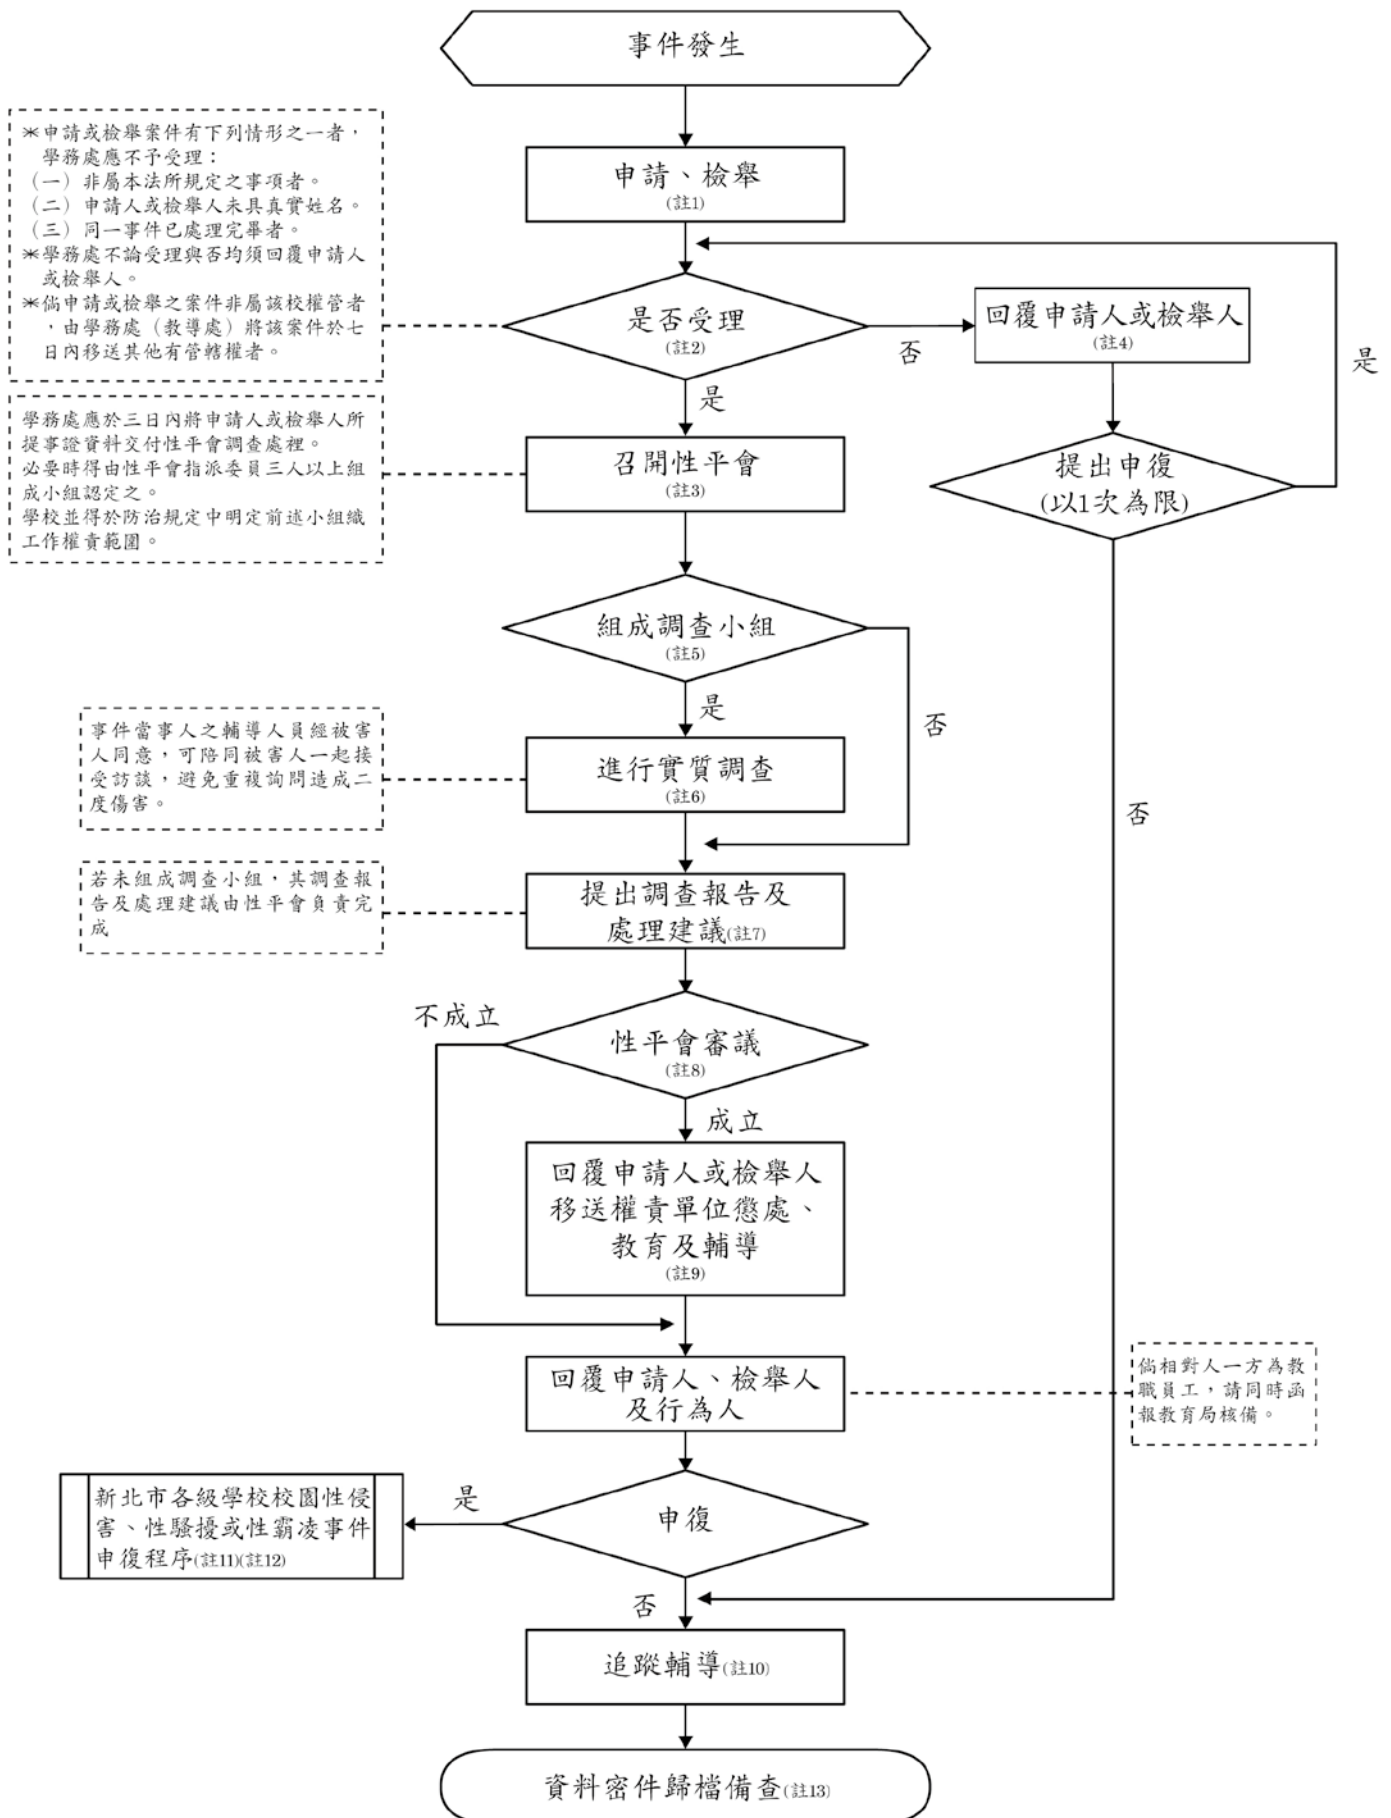 事件發生
＊申請或檢舉案件有下列情形之一者，
學務處應不予受理：
（一）非屬本法所規定之事項者。
（二）申請人或檢舉人未具真實姓名。
（三）同一事件已處理完畢者。
＊學務處不論受理與否均須回覆申請人
或檢舉人。
＊倘申請或檢舉之案件非屬該校權管者
，由學務處（教導處）將該案件於七
日內移送其他有管轄權者。
申請、檢舉
(註1)
是否受理
(註2)
否
回覆申請人或檢舉人
(註4)
是
是
學務處應於三日內將申請人或檢舉人所
提事證資料交付性平會調查處裡。
必要時得由性平會指派委員三人以上組
成小組認定之。
學校並得於防治規定中明定前述小組織
工作權責範圍。
召開性平會
(註3)
提出申復
(以1次為限)
組成調查小組
(註5)
是
否
事件當事人之輔導人員經被害
人同意，可陪同被害人一起接
受訪談，避免重複詢問造成二
度傷害。
進行實質調查
(註6)
否
若未組成調查小組，其調查報
告及處理建議由性平會負責完
成
提出調查報告及
處理建議(註7)
不成立
性平會審議
(註8)
成立
回覆申請人或檢舉人
移送權責單位懲處、
教育及輔導
(註9)
回覆申請人、檢舉人
及行為人
倘相對人一方為教
職員工，請同時函
報教育局核備。
新北市各級學校校園性侵
害、性騷擾或性霸凌事件
申復程序(註11)(註12)
是
申復
否
追蹤輔導(註10)
資料密件歸檔備查(註13)